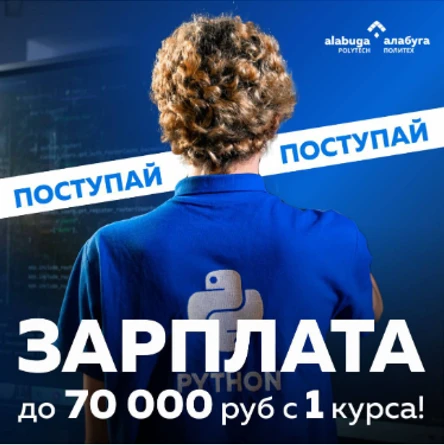 alabuga алабуга
POLYTECH ПОЛИТЕХ
ПОСТУПАЙ
ПОСТУПАЙ
PYTHON
ЗАРПЛАТА
до 70 000 руб с 1 курса!